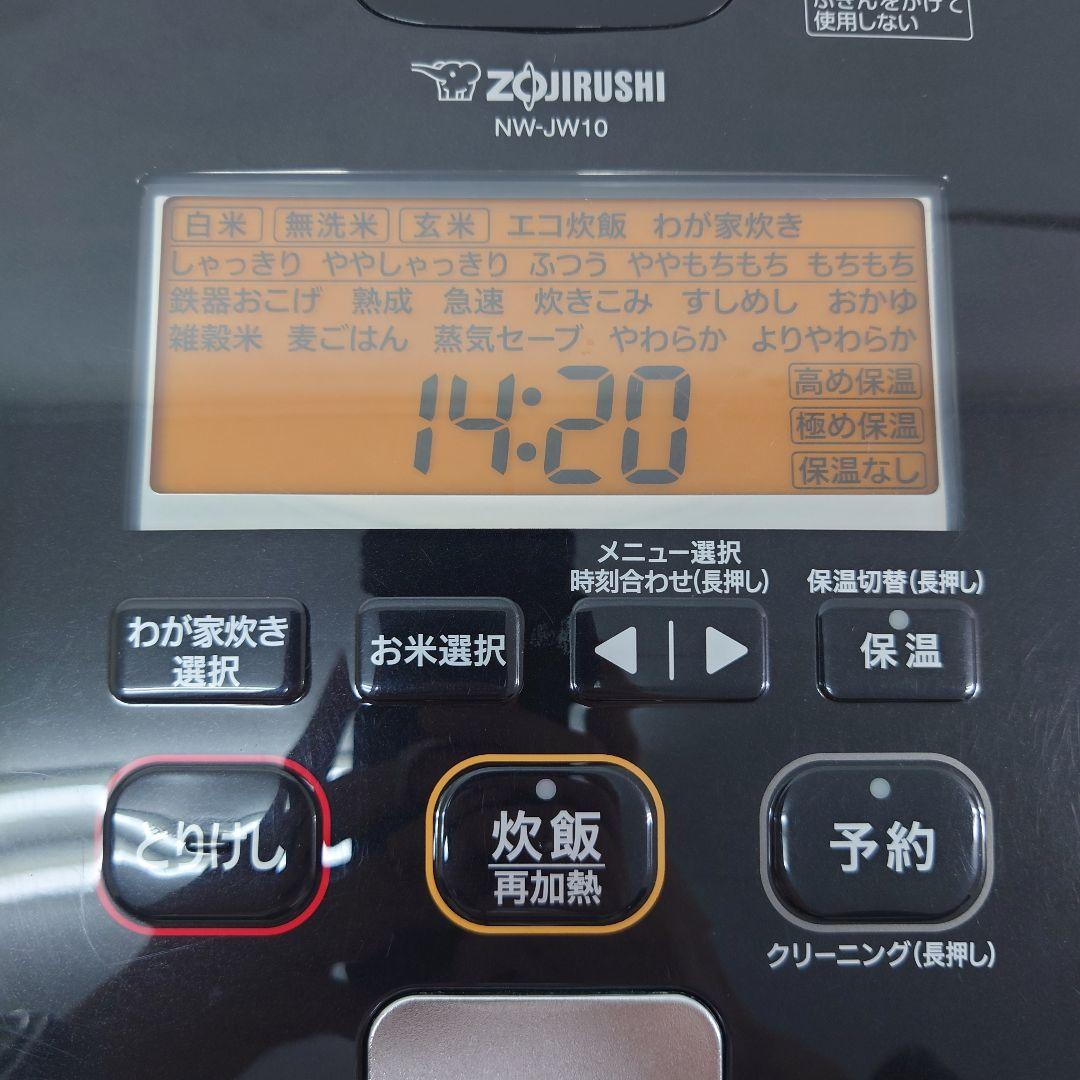 ふきんをかけて
使用しない
ZOJIRUSHI
NW-JW10
白米 無洗米 玄米 エコ炊飯 わが家炊き
しゃっきり ややしゃっきり ふつう ややもちもち もちもち
鉄器おこげ 熟成 急速 炊きこみ すしめし おかゆ
雑穀米 麦ごはん 蒸気セーブ やわらか よりやわらか
14:20
高め保温
極め保温
保温なし
メニュー選択
時刻合わせ(長押し)
保温切替(長押し)
わが家炊き
選択
お米選択
保温
とりけし
炊飯
再加熱
予約
クリーニング(長押し)